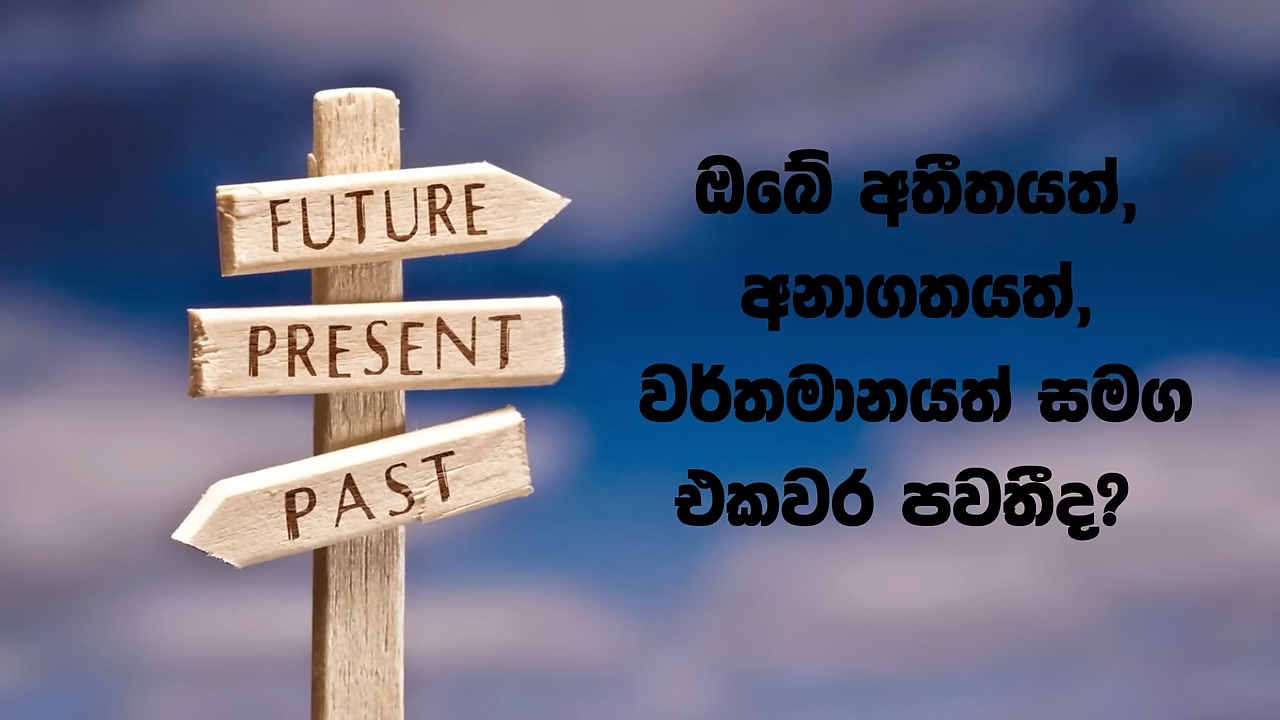 FUTURE
PRESENT
PAST
ඔබේ අතීතයත්,
අනාගතයත්,
වර්තමානයත් සමග
එකවර පවතීද?